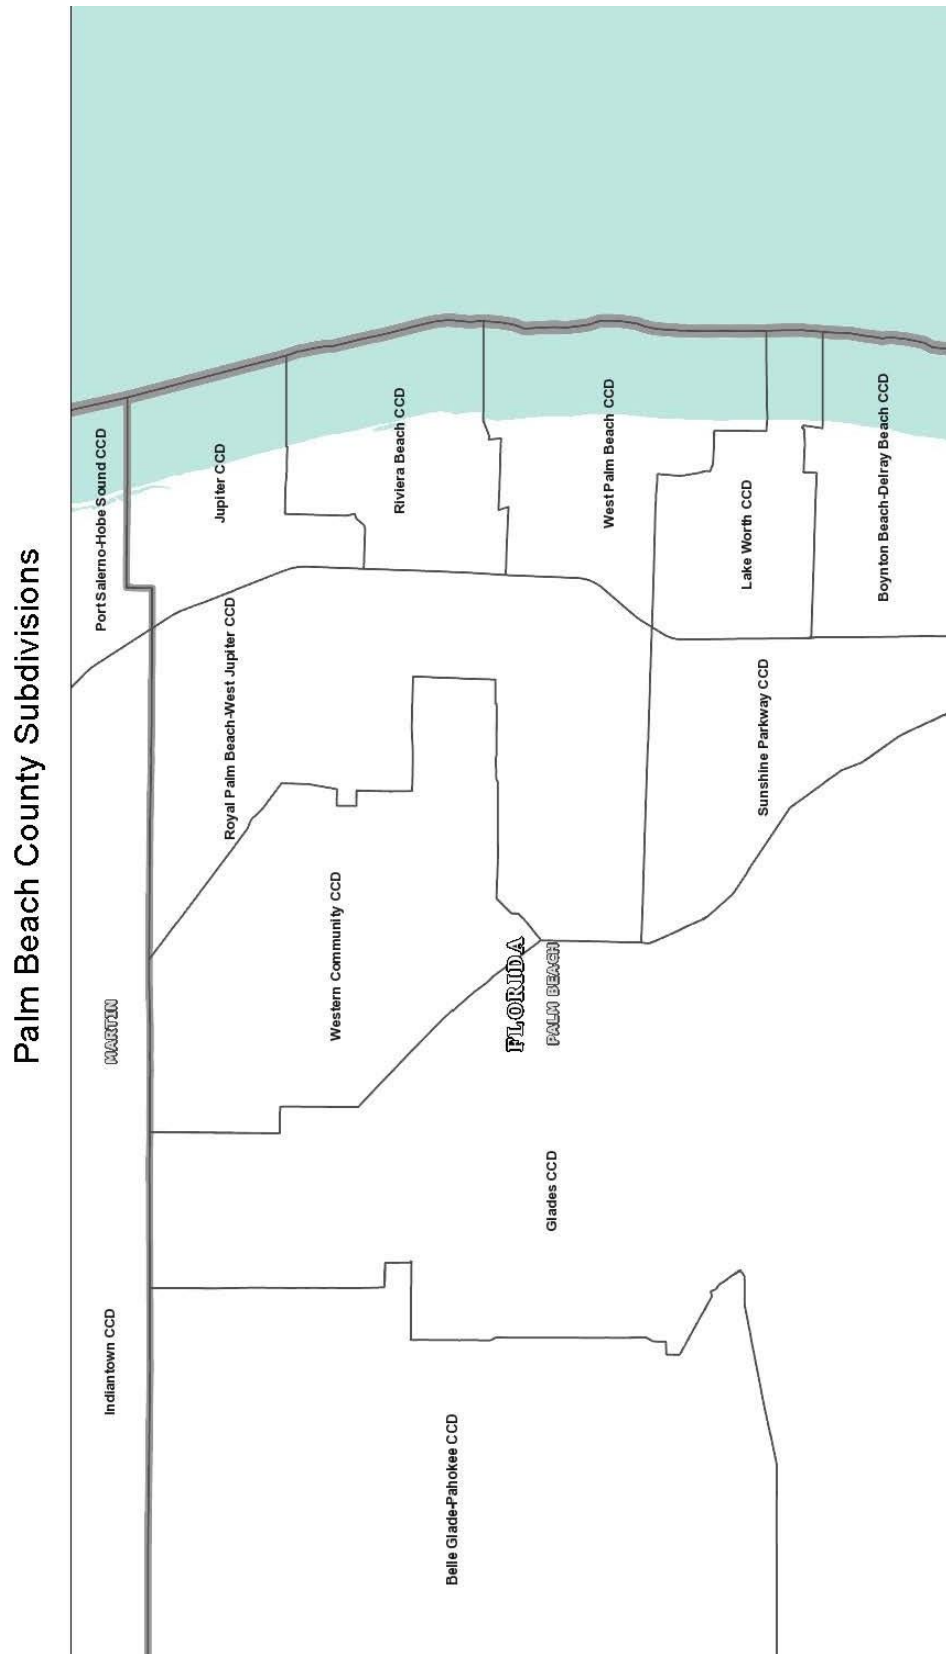 Palm Beach County Subdivisions
Indiantown CCD
MARTIN
Port Salerno-Hobe Sound CCD
Jupiter CCD
Royal Palm Beach-West Jupiter CCD
Western Community CCD
Riviera Beach CCD
Belle Glade-Pahokee CCD
FLORIDA
PALM BEACH
Glades CCD
West Palm Beach CCD
Lake Worth CCD
Sunshine Parkway CCD
Boynton Beach-Delray Beach CCD